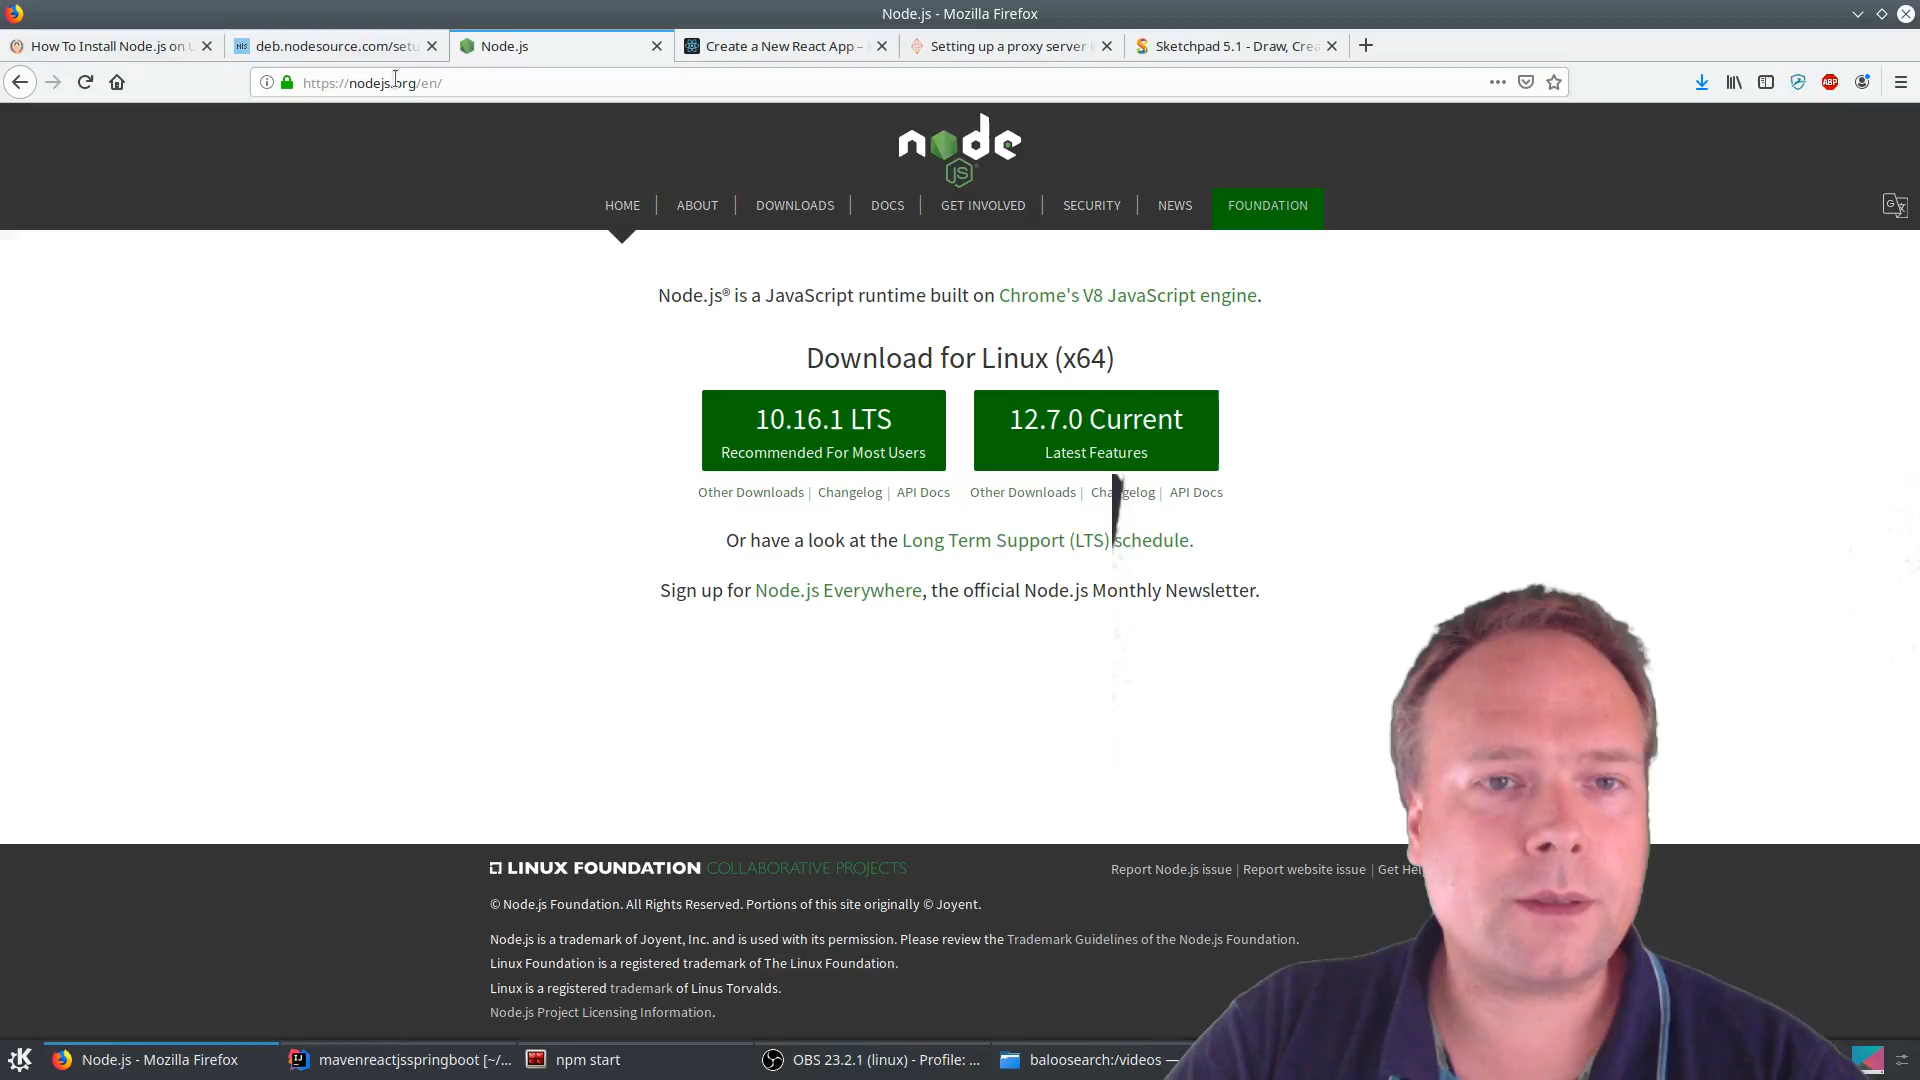 Node.js - Mozilla Firefox
How To Install Node.js on U
deb.nodesource.com/setu
Node.js
Create a New React App –
Setting up a proxy server i
Sketchpad 5.1 - Draw, Crea
https://nodejs.org/en/
ABP
node
JS
HOME
ABOUT
DOWNLOADS
DOCS
GET INVOLVED
SECURITY
NEWS
FOUNDATION
Node.js® is a JavaScript runtime built on Chrome's V8 JavaScript engine.
Download for Linux (x64)
10.16.1 LTS
Recommended For Most Users
12.7.0 Current
Latest Features
Other Downloads | Changelog | API Docs
Other Downloads | Changelog | API Docs
Or have a look at the Long Term Support (LTS) schedule.
Sign up for Node.js Everywhere, the official Node.js Monthly Newsletter.
LINUX FOUNDATION COLLABORATIVE PROJECTS
Report Node.js issue | Report website issue | Get Hel
© Node.js Foundation. All Rights Reserved. Portions of this site originally © Joyent.
Node.js is a trademark of Joyent, Inc. and is used with its permission. Please review the Trademark Guidelines of the Node.js Foundation.
Linux Foundation is a registered trademark of The Linux Foundation.
Linux is a registered trademark of Linus Torvalds.
Node.js Project Licensing Information.
Node.js - Mozilla Firefox
mavenreactjsspringboot [~/...
npm start
OBS 23.2.1 (linux) - Profile: ...
baloosearch:/videos —